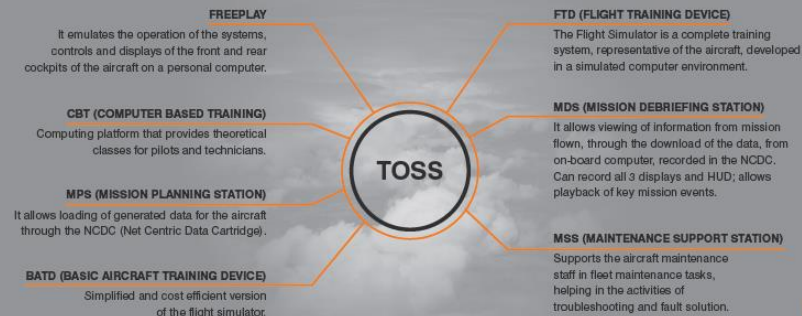 FREEPLAY
It emulates the operation of the systems,
controls and displays of the front and rear
cockpits of the aircraft on a personal computer.
CBT (COMPUTER BASED TRAINING)
Computing platform that provides theoretical
classes for pilots and technicians.
MPS (MISSION PLANNING STATION)
It allows loading of generated data for the aircraft
through the NCDC (Net Centric Data Cartridge).
BATD (BASIC AIRCRAFT TRAINING DEVICE)
Simplified and cost efficient version
of the flight simulator.
TOSS
FTD (FLIGHT TRAINING DEVICE)
The Flight Simulator is a complete training
system, representative of the aircraft, developed
in a simulated computer environment.
MDS (MISSION DEBRIEFING STATION)
It allows viewing of information from mission
flown, through the download of the data, from
on-board computer, recorded in the NCDC.
Can record all 3 displays and HUD; allows
playback of key mission events.
MSS (MAINTENANCE SUPPORT STATION)
Supports the aircraft maintenance
staff in fleet maintenance tasks,
helping in the activities of
troubleshooting and fault solution.